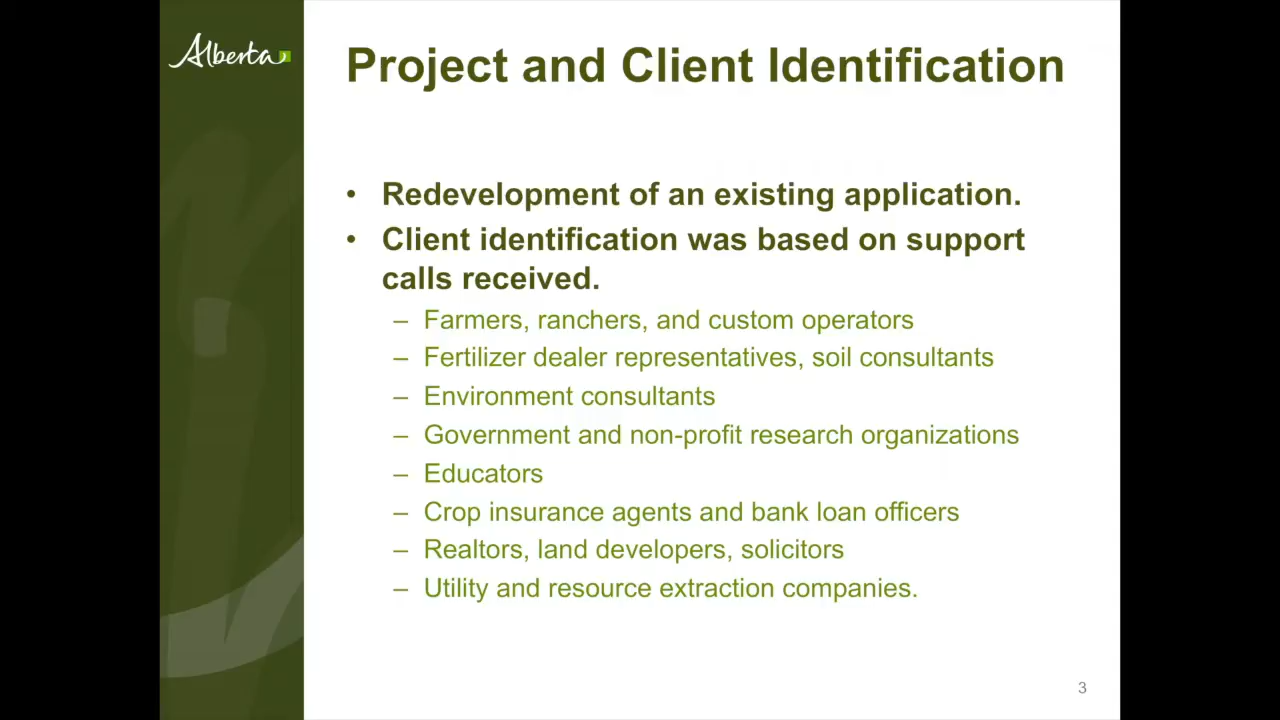 Alberta
Project and Client Identification
• Redevelopment of an existing application.
• Client identification was based on support
calls received.
– Farmers, ranchers, and custom operators
– Fertilizer dealer representatives, soil consultants
– Environment consultants
– Government and non-profit research organizations
– Educators
– Crop insurance agents and bank loan officers
– Realtors, land developers, solicitors
– Utility and resource extraction companies.
3